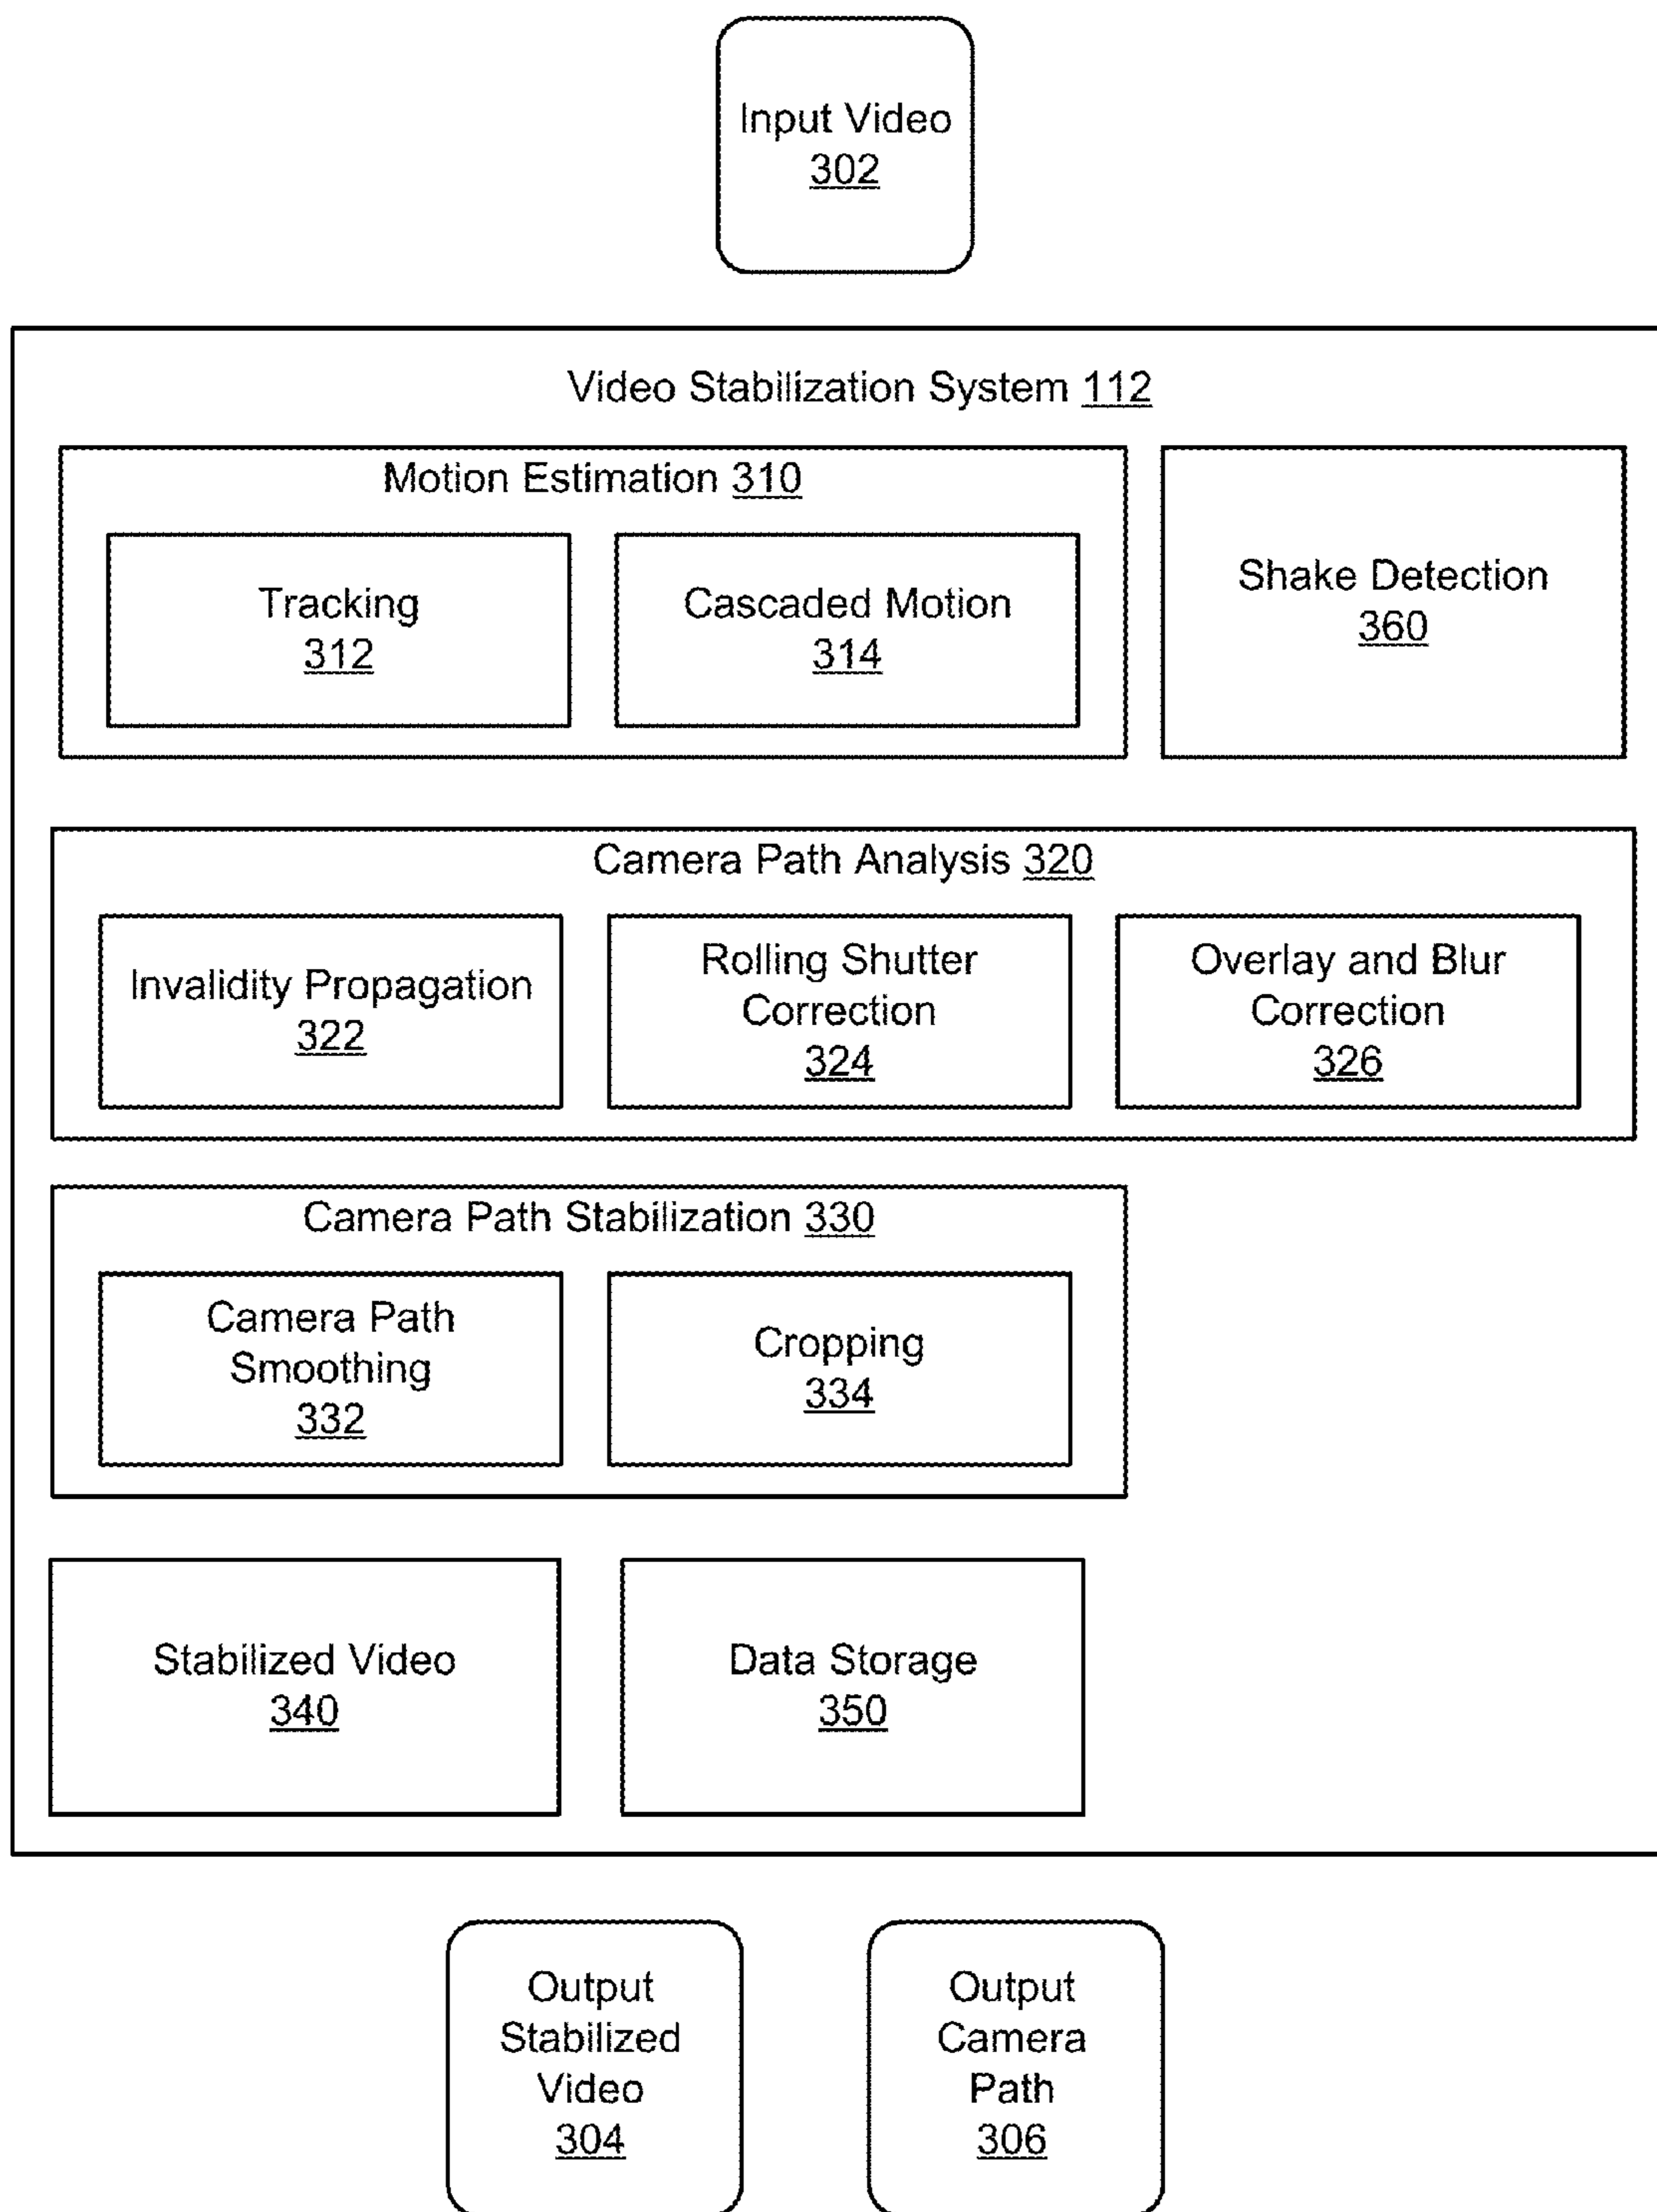 Input Video
302
Video Stabilization System 112
Motion Estimation 310
Tracking
312
Cascaded Motion
314
Shake Detection
360
Camera Path Analysis 320
Invalidity Propagation
322
Rolling Shutter
Correction
324
Overlay and Blur
Correction
326
Camera Path Stabilization 330
Camera Path
Smoothing
332
Cropping
334
Stabilized Video
340
Data Storage
350
Output
Stabilized
Video
304
Output
Camera
Path
306